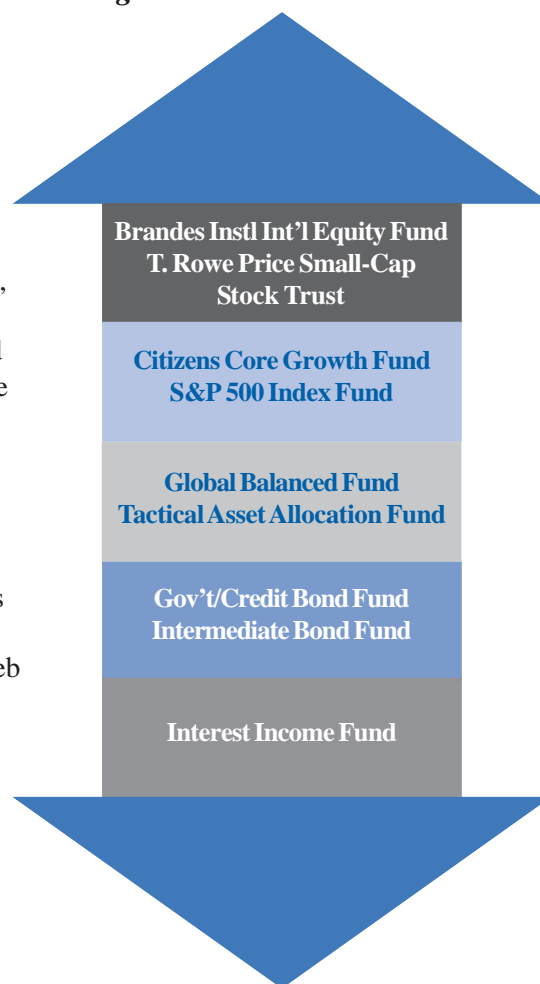 Brandes Instl Int'l Equity Fund
T. Rowe Price Small-Cap
Stock Trust
Citizens Core Growth Fund
S&P 500 Index Fund
Global Balanced Fund
Tactical Asset Allocation Fund
Gov't/Credit Bond Fund
Intermediate Bond Fund
Interest Income Fund